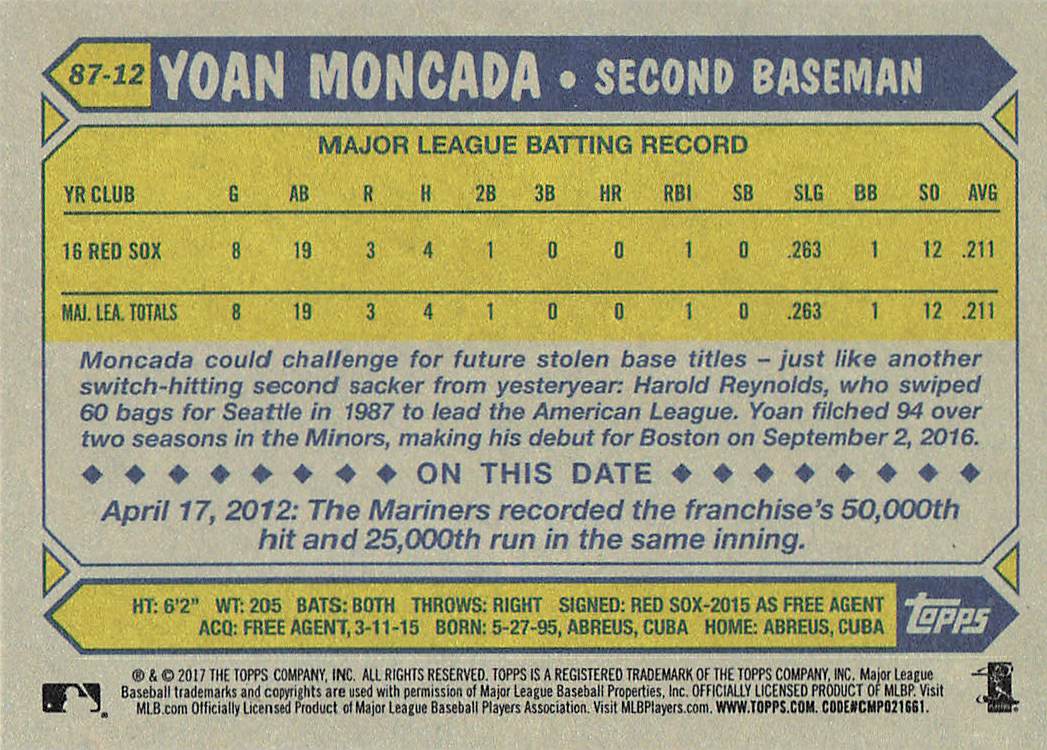 87-12 YOAN MONCADA • SECOND BASEMAN
MAJOR LEAGUE BATTING RECORD
YR CLUB G AB R H 2B 3B HR RBI SB SLG BB SO AVG
16 RED SOX 8 19 3 4 1 0 0 1 0 .263 1 12 .211
MAJ. LEA. TOTALS 8 19 3 4 1 0 0 1 0 .263 1 12 .211
Moncada could challenge for future stolen base titles – just like another
switch-hitting second sacker from yesteryear: Harold Reynolds, who swiped
60 bags for Seattle in 1987 to lead the American League. Yoan filched 94 over
two seasons in the Minors, making his debut for Boston on September 2, 2016.
◆ ◆ ◆ ◆ ◆ ◆ ◆ ◆ ON THIS DATE ◆ ◆ ◆ ◆ ◆ ◆ ◆ ◆
April 17, 2012: The Mariners recorded the franchise's 50,000th
hit and 25,000th run in the same inning.
HT: 6'2" WT: 205 BATS: BOTH THROWS: RIGHT SIGNED: RED SOX-2015 AS FREE AGENT
ACQ: FREE AGENT, 3-11-15 BORN: 5-27-95, ABREUS, CUBA HOME: ABREUS, CUBA
topps
® & © 2017 THE TOPPS COMPANY, INC. ALL RIGHTS RESERVED. TOPPS IS A REGISTERED TRADEMARK OF THE TOPPS COMPANY, INC. Major League
Baseball trademarks and copyrights are used with permission of Major League Baseball Properties, Inc. OFFICIALLY LICENSED PRODUCT OF MLBP. Visit
MLB.com Officially Licensed Product of Major League Baseball Players Association. Visit MLBPlayers.com. WWW.TOPPS.COM. CODE#CMP021661.